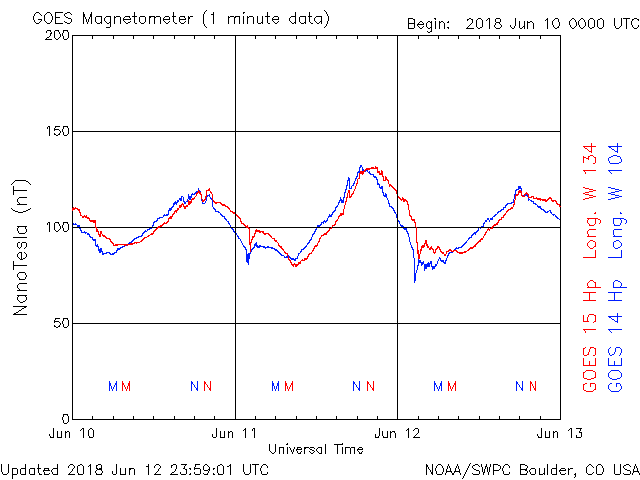 GOES Magnetometer (1 minute data)
Begin: 2018 Jun 10 0000 UTC
200
150
100
50
0
NanoTesla (nT)
M M N N M M N N M M N N
Jun 10 Jun 11 Jun 12 Jun 13
Universal Time
GOES 15 Hp Long. W 134
GOES 14 Hp Long. W 104
Updated 2018 Jun 12 23:59:01 UTC
NOAA/SWPC Boulder, CO USA